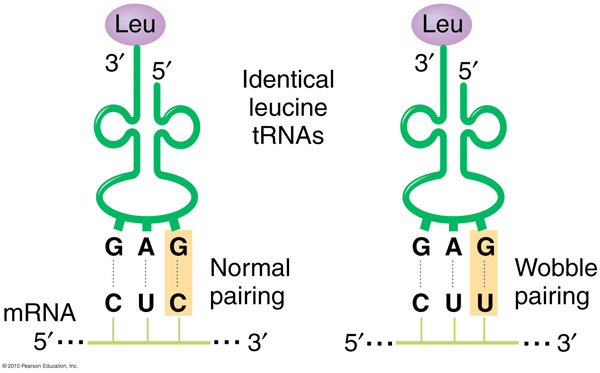 Leu
Leu
3′
5′
3′
5′
Identical
leucine
tRNAs
G A G
G A G
Normal
pairing
Wobble
pairing
C U C
C U U
mRNA
5′ ••• ••• 3′
5′ ••• ••• 3′
© 2010 Pearson Education, Inc.